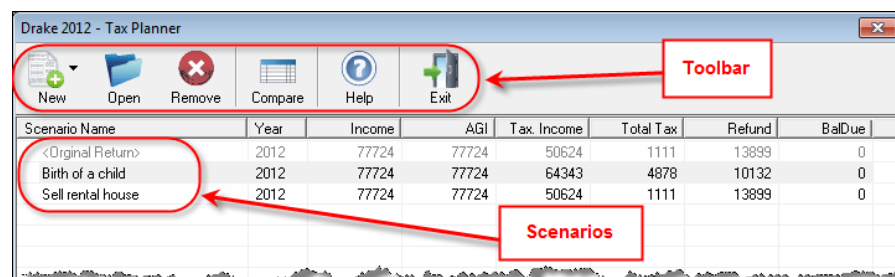 Drake 2012 - Tax Planner
Toolbar
New Open Remove Compare Help Exit
Scenario Name Year Income AGI Tax. Income Total Tax Refund BalDue
<Orginal Return> 2012 77724 77724 50624 1111 13899 0
Birth of a child 2012 77724 77724 64343 4878 10132 0
Sell rental house 2012 77724 77724 50624 1111 13899 0
Scenarios